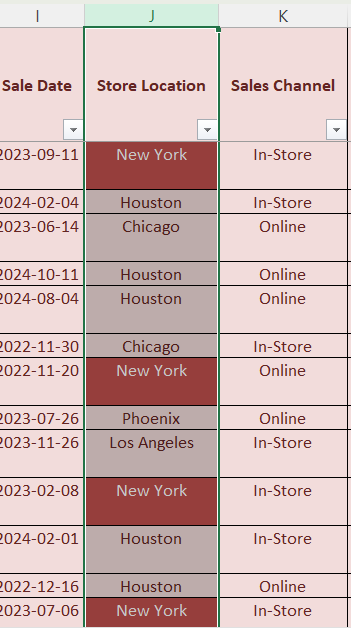 I J K
Sale Date Store Location Sales Channel
2023-09-11 New York In-Store
2024-02-04 Houston In-Store
2023-06-14 Chicago Online
2024-10-11 Houston Online
2024-08-04 Houston Online
2022-11-30 Chicago In-Store
2022-11-20 New York Online
2023-07-26 Phoenix Online
2023-11-26 Los Angeles In-Store
2023-02-08 New York In-Store
2024-02-01 Houston In-Store
2022-12-16 Houston Online
2023-07-06 New York In-Store